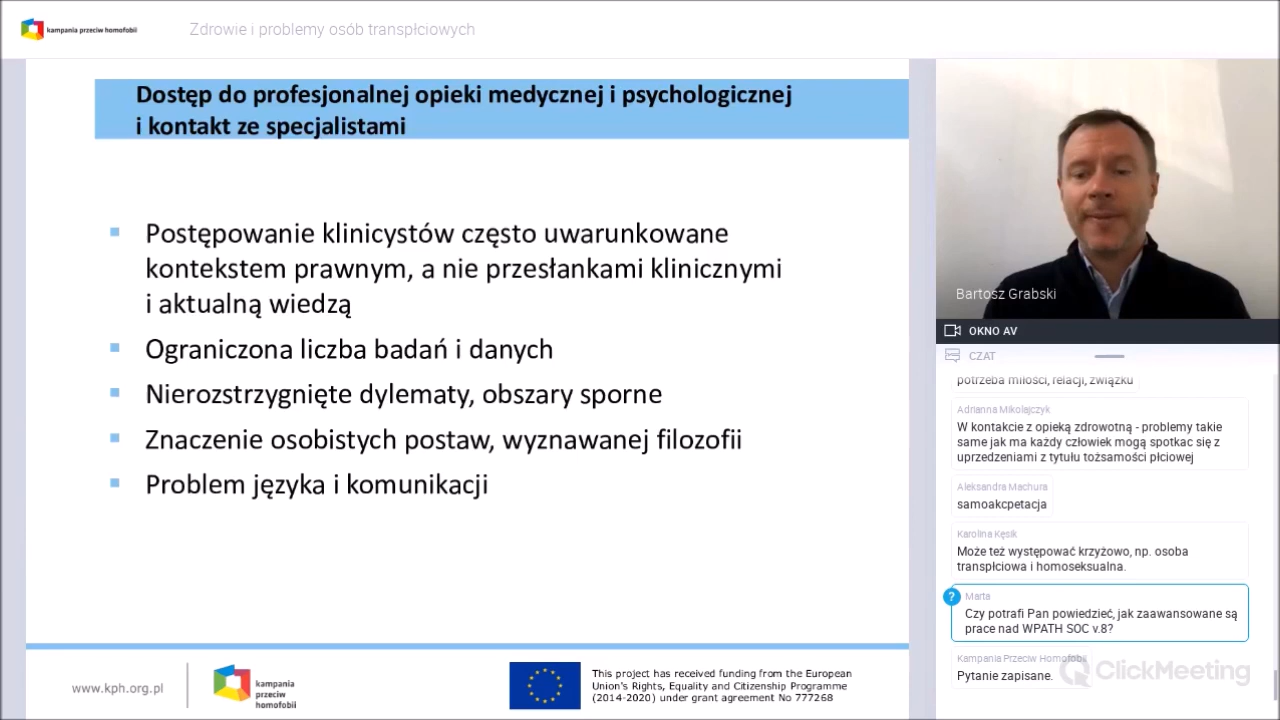 kampania przeciw homofobii
Zdrowie i problemy osób transpłciowych
Dostęp do profesjonalnej opieki medycznej i psychologicznej
i kontakt ze specjalistami
Postępowanie klinicystów często uwarunkowane
kontekstem prawnym, a nie przesłankami klinicznymi
i aktualną wiedzą
Ograniczona liczba badań i danych
Nierozstrzygnięte dylematy, obszary sporne
Znaczenie osobistych postaw, wyznawanej filozofii
Problem języka i komunikacji
www.kph.org.pl
kampania
przeciw
homofobii
This project has received funding from the European
Union's Rights, Equality and Citizenship Programme
(2014-2020) under grant agreement No 777268
Bartosz Grabski
OKNO AV
CZAT
potrzeba miłości, relacji, związku
Adrianna Mikołajczyk
W kontakcie z opieką zdrowotną - problemy takie
same jak ma każdy człowiek mogą spotkac się z
uprzedzeniami z tytułu tożsamości płciowej
Aleksandra Machura
samoakcpetacja
Karolina Kęsik
Może też występować krzyżowo, np. osoba
transpłciowa i homoseksualna.
?
Marta
Czy potrafi Pan powiedzieć, jak zaawansowane są
prace nad WPATH SOC v.8?
Kampania Przeciw Homofobii
Pytanie zapisane.
ClickMeeting